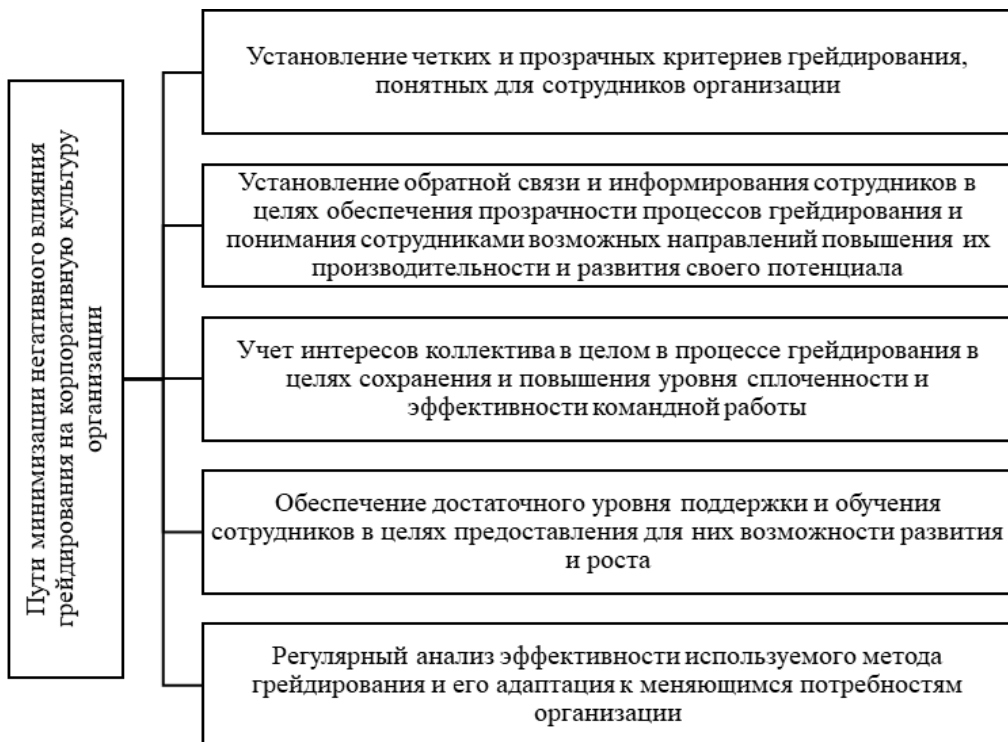 Пути минимизации негативного влияния
грейдирования на корпоративную культуру
организации
Установление четких и прозрачных критериев грейдирования,
понятных для сотрудников организации
Установление обратной связи и информирования сотрудников в
целях обеспечения прозрачности процессов грейдирования и
понимания сотрудниками возможных направлений повышения их
производительности и развития своего потенциала
Учет интересов коллектива в целом в процессе грейдирования в
целях сохранения и повышения уровня сплоченности и
эффективности командной работы
Обеспечение достаточного уровня поддержки и обучения
сотрудников в целях предоставления для них возможности развития
и роста
Регулярный анализ эффективности используемого метода
грейдирования и его адаптация к меняющимся потребностям
организации